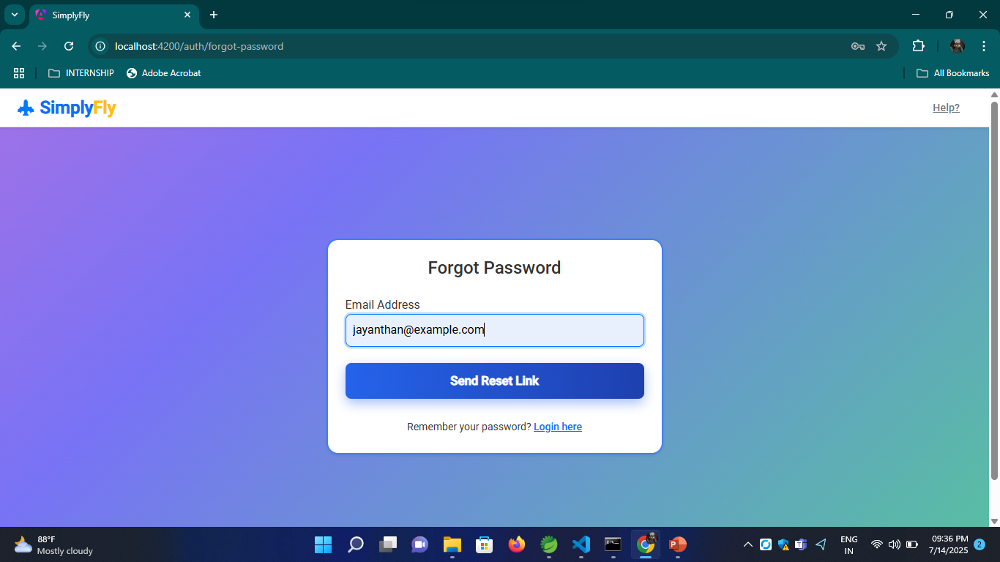 SimplyFly
localhost:4200/auth/forgot-password
INTERNSHIP
Adobe Acrobat
All Bookmarks
SimplyFly
Help?
Forgot Password
Email Address
jayanthan@example.com
Send Reset Link
Remember your password? Login here
88°F
Mostly cloudy
ENG
IN
09:36 PM
7/14/2025
2